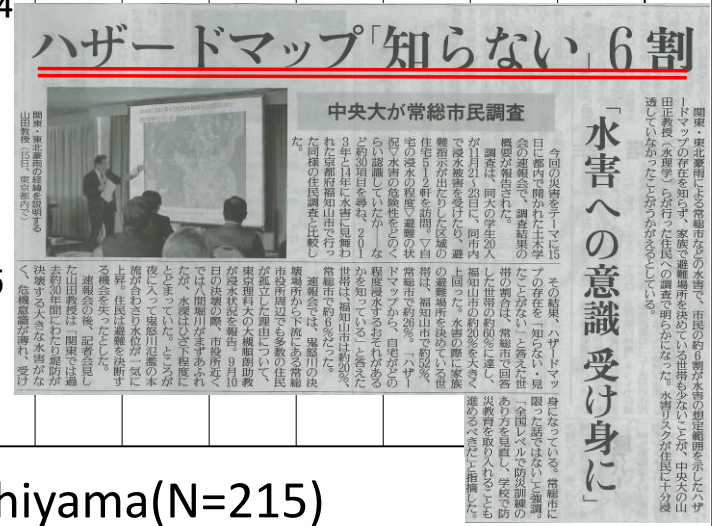 4
ハザードマップ「知らない」6割
中央大が常総市民調査
「水害への意識 受け身に」
関東・東北豪雨による常総市などの水害で、市民の約6割が水害の想定範囲を示したハザ
ードマップの存在を知らず、家族で避難場所を決めている世帯も少ないことが、中央大の山
田正教授(水理学)らが行った住民への調査で明らかになった。水害リスクが住民に十分浸
透していなかったことがうかがえるとしている。
今回の災害をテーマに15
日に都内で開かれた土木学
会の速報会で、調査結果の
概要が報告された。
調査は、同大の学生20人
が11月21~23日に、同市内
で浸水被害を受けたり、避
難指示が出たりした区域の
住宅512軒を訪問。▽自
宅の浸水の程度▽避難の状
況▽水害の危険性をどのく
らい認識していたか――な
ど約30項目を尋ね、201
3年と14年に水害に見舞わ
れた京都府福知山市で行っ
た同様の住民調査と比較し
た。
関東・東北豪雨の経緯を説明する
山田教授(15日、東京都内で)
その結果、ハザードマッ
プの存在を「知らない・見
たことがない」と答えた世
帯の割合は、常総市で回答
した世帯の約60%に達し、
福知山市の約20%を大きく
上回った。水害の際に家族
の避難場所を決めている世
帯は、福知山市で約52%、
常総市で約26%。「ハザー
ドマップから、自宅がどの
程度浸水するおそれがある
かを知っている」と答えた
世帯は、福知山市は約20%、
常総市で約6%だった。
速報会では、鬼怒川の決
壊場所から下流にある常総
市役所周辺でも多数の住民
が孤立した理由について、
東京理科大の大槻順朗助教
が浸水状況を報告。9月10
日の決壊の際、市役所近く
では八間堀川がまずあふれ
たが、水深はひざ下程度に
とどまっていた。ところが
夜に入って鬼怒川氾濫の本
流が合わさり水位が一気に
上昇。住民は避難を決断す
る機会を失ったとした。
速報会の後、記者会見し
た山田教授は「関東では過
去約30年間にわたり堤防が
決壊する大きな水害がな
く、危機意識が薄れ、受け
身になっている。常総市に
限った話ではない」と強調。
「全国レベルで防災訓練の
あり方を見直し、学校で防
災教育を取り入れることも
進めるべきだ」と指摘した。
hiyama(N=215)